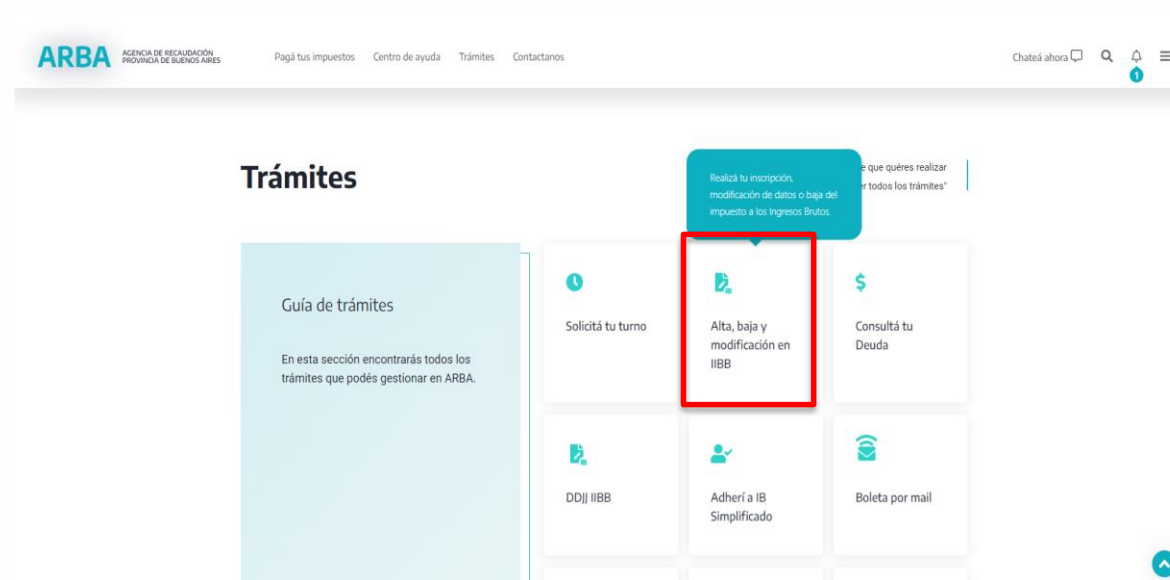 ARBA
AGENCIA DE RECAUDACIÓN
PROVINCIA DE BUENOS AIRES
Pagá tus impuestos
Centro de ayuda
Trámites
Contactanos
Chateá ahora
1
Trámites
Realizá tu inscripción,
modificación de datos o baja del
impuesto a los Ingresos Brutos.
que quéres realizar
todos los trámites"
Guía de trámites
En esta sección encontrarás todos los
trámites que podés gestionar en ARBA.
Solicitá tu turno
Alta, baja y
modificación en
IIBB
$
Consultá tu
Deuda
DDJJ IIBB
Adherí a IB
Simplificado
Boleta por mail